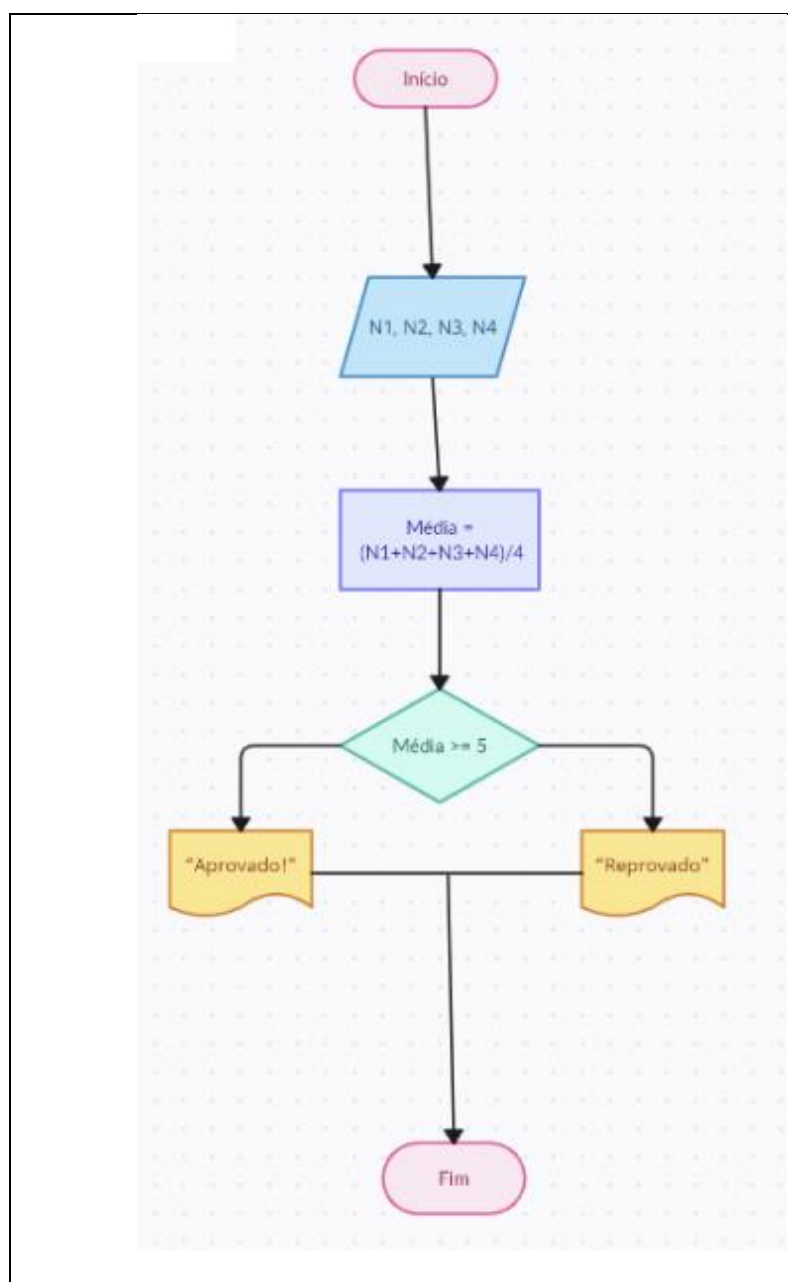 Início
N1, N2, N3, N4
Média =
(N1+N2+N3+N4)/4
Média >= 5
"Aprovado!"
"Reprovado"
Fim